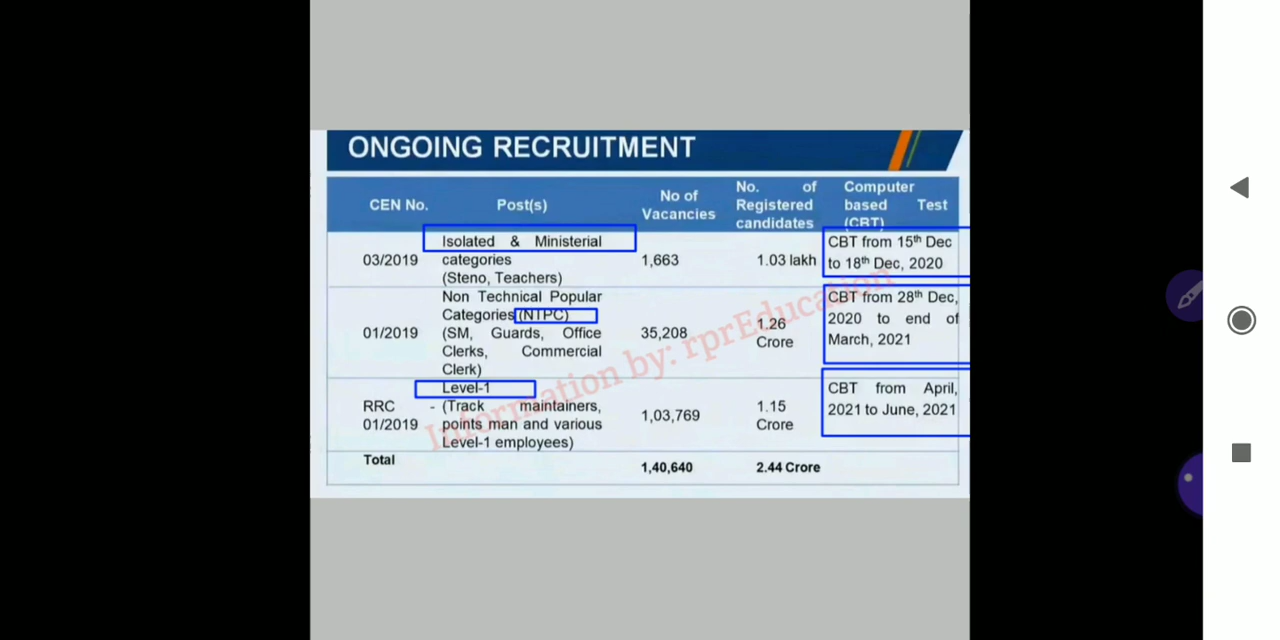 ONGOING RECRUITMENT
CEN No.
Post(s)
No of
Vacancies
No. of
Registered
candidates
Computer
based Test
(CBT)
03/2019
Isolated & Ministerial
categories
(Steno, Teachers)
1,663
1.03 lakh
CBT from 15th Dec
to 18th Dec, 2020
01/2019
Non Technical Popular
Categories (NTPC)
(SM, Guards, Office
Clerks, Commercial
Clerk)
35,208
1.26
Crore
CBT from 28th Dec,
2020 to end of
March, 2021
RRC -
01/2019
Level-1
(Track maintainers,
points man and various
Level-1 employees)
1,03,769
1.15
Crore
CBT from April,
2021 to June, 2021
Total
1,40,640
2.44 Crore
Information by: rprEducation